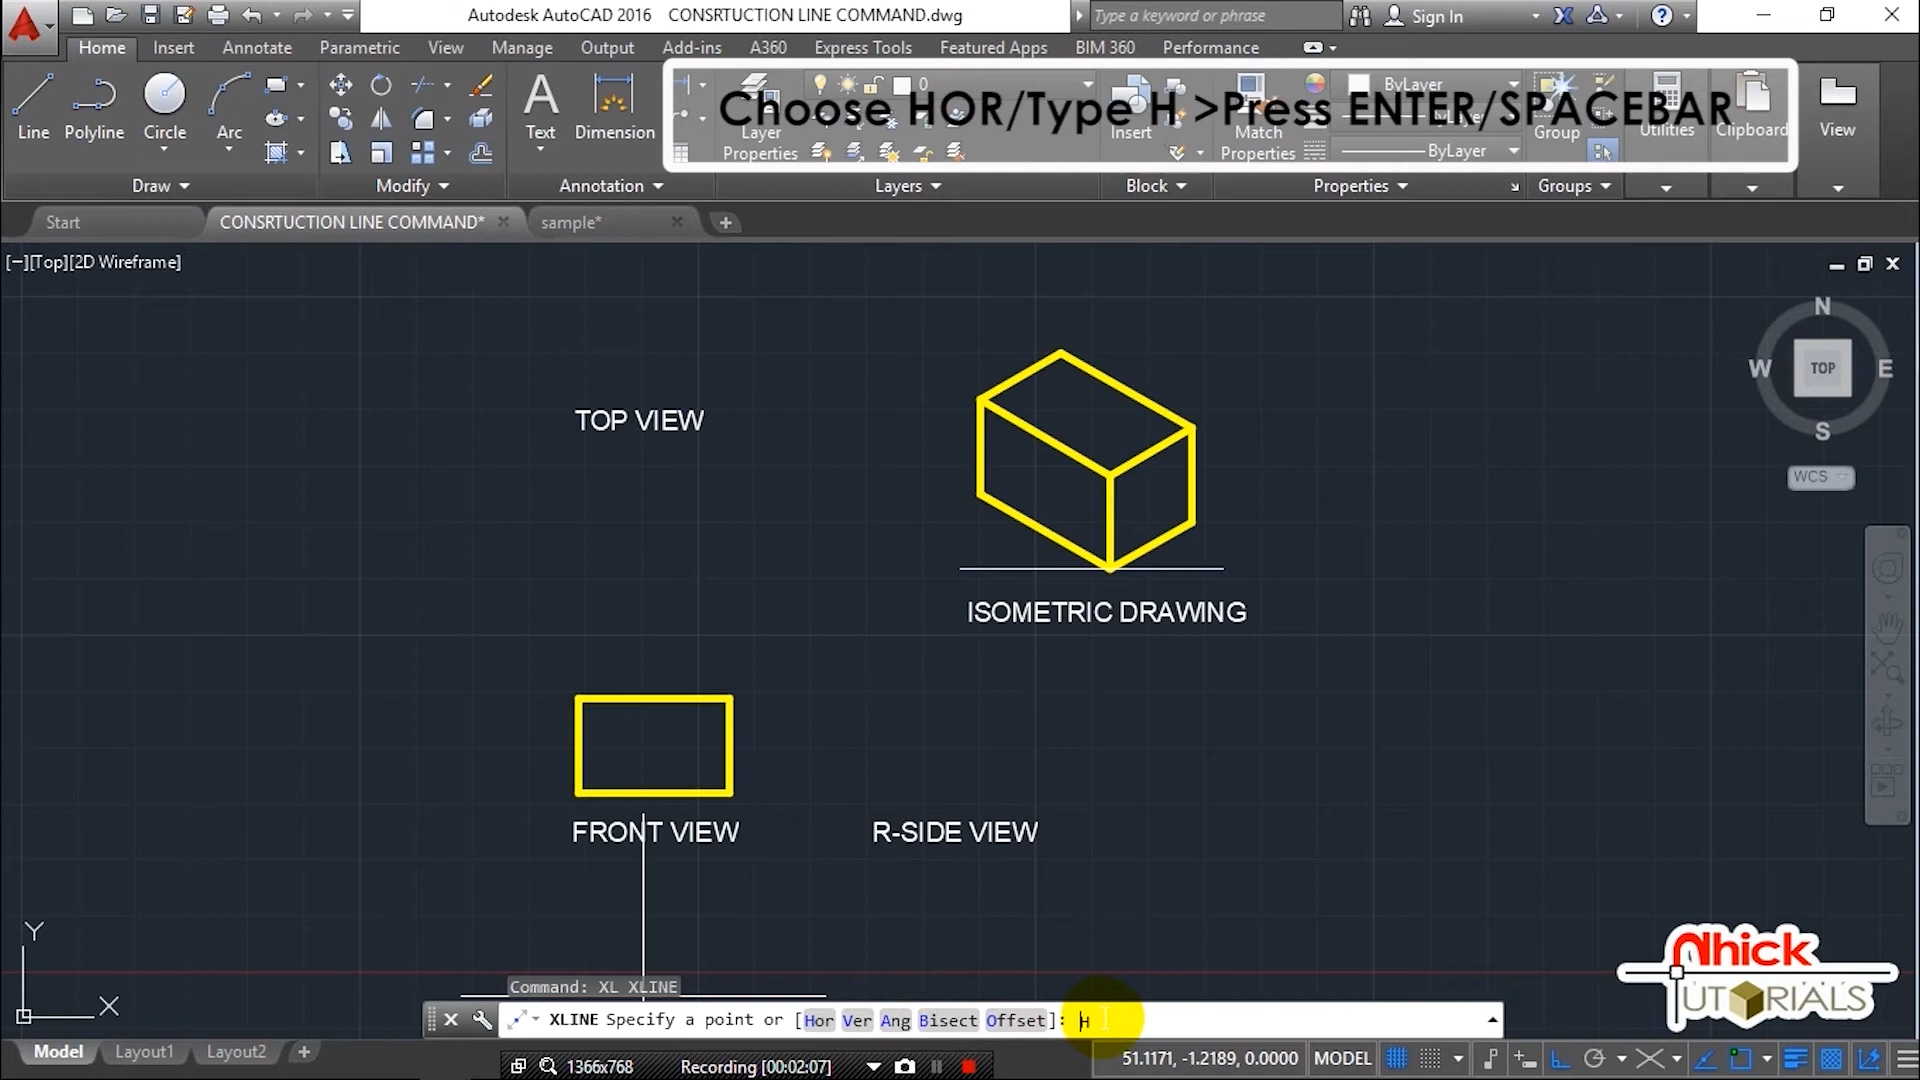 Autodesk AutoCAD 2016 CONSRTUCTION LINE COMMAND.dwg
Type a keyword or phrase
Sign In
Home Insert Annotate Parametric View Manage Output Add-ins A360 Express Tools Featured Apps BIM 360 Performance
Choose HOR/Type H >Press ENTER/SPACEBAR
0
ByLayer
Line Polyline Circle Arc
Text Dimension
Layer Properties
Insert
Match Properties
ByLayer
Group
Utilities
Clipboard
View
Draw Modify Annotation Layers Block Properties Groups
Start
CONSRTUCTION LINE COMMAND*
sample*
[−][Top][2D Wireframe]
N
W TOP E
S
WCS
TOP VIEW
ISOMETRIC DRAWING
FRONT VIEW
R-SIDE VIEW
Y
X
Nhick
TUTORIALS
Command: XL XLINE
XLINE Specify a point or [Hor Ver Ang Bisect Offset]: H
Model Layout1 Layout2
1366x768
Recording [00:02:07]
51.1171, -1.2189, 0.0000
MODEL